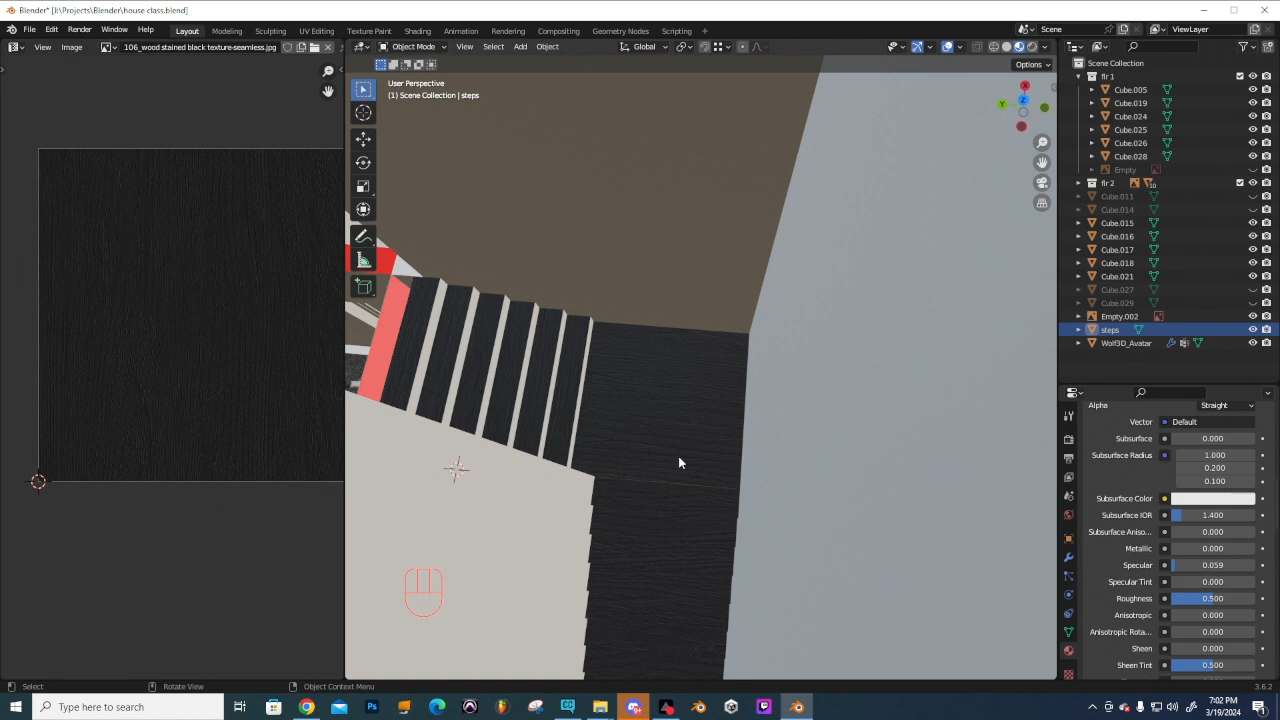 Blender* [J:\Projects\Blender\house class.blend]
File Edit Render Window Help Layout Modeling Sculpting UV Editing Texture Paint Shading Animation Rendering Compositing Geometry Nodes Scripting Scene ViewLayer
View Image 106_wood stained black texture-seamless.jpg Object Mode View Select Add Object Global
Options
User Perspective
(1) Scene Collection | steps
X
Y
Z
Scene Collection
flr 1
Cube.005
Cube.019
Cube.024
Cube.025
Cube.026
Cube.028
Empty
flr 2 10
Cube.011
Cube.014
Cube.015
Cube.016
Cube.017
Cube.018
Cube.021
Cube.027
Cube.029
Empty.002
steps
Wolf3D_Avatar
Alpha Straight
Vector Default
Subsurface 0.000
Subsurface Radius 1.000
0.200
0.100
Subsurface Color
Subsurface IOR 1.400
Subsurface Aniso... 0.000
Metallic 0.000
Specular 0.059
Specular Tint 0.000
Roughness 0.500
Anisotropic 0.000
Anisotropic Rota... 0.000
Sheen 0.000
Sheen Tint 0.500
Select Rotate View Object Context Menu 3.6.2
Type here to search
7:02 PM
3/19/2024